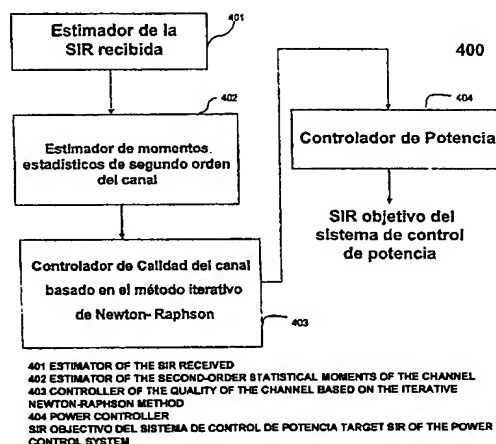 Estimador de la
SIR recibida
401
400
402
Estimador de momentos.
estadísticos de segundo orden
del canal
404
Controlador de Potencia
SIR objetivo del
sistema de control
de potencia
Controlador de Calidad del canal
basado en el método iterativo
de Newton- Raphson
403
401 ESTIMATOR OF THE SIR RECEIVED
402 ESTIMATOR OF THE SECOND-ORDER STATISTICAL MOMENTS OF THE CHANNEL
403 CONTROLLER OF THE QUALITY OF THE CHANNEL BASED ON THE ITERATIVE
NEWTON-RAPHSON METHOD
404 POWER CONTROLLER
SIR OBJECTIVO DEL SISTEMA DE CONTROL DE POTENCIA TARGET SIR OF THE POWER
CONTROL SYSTEM